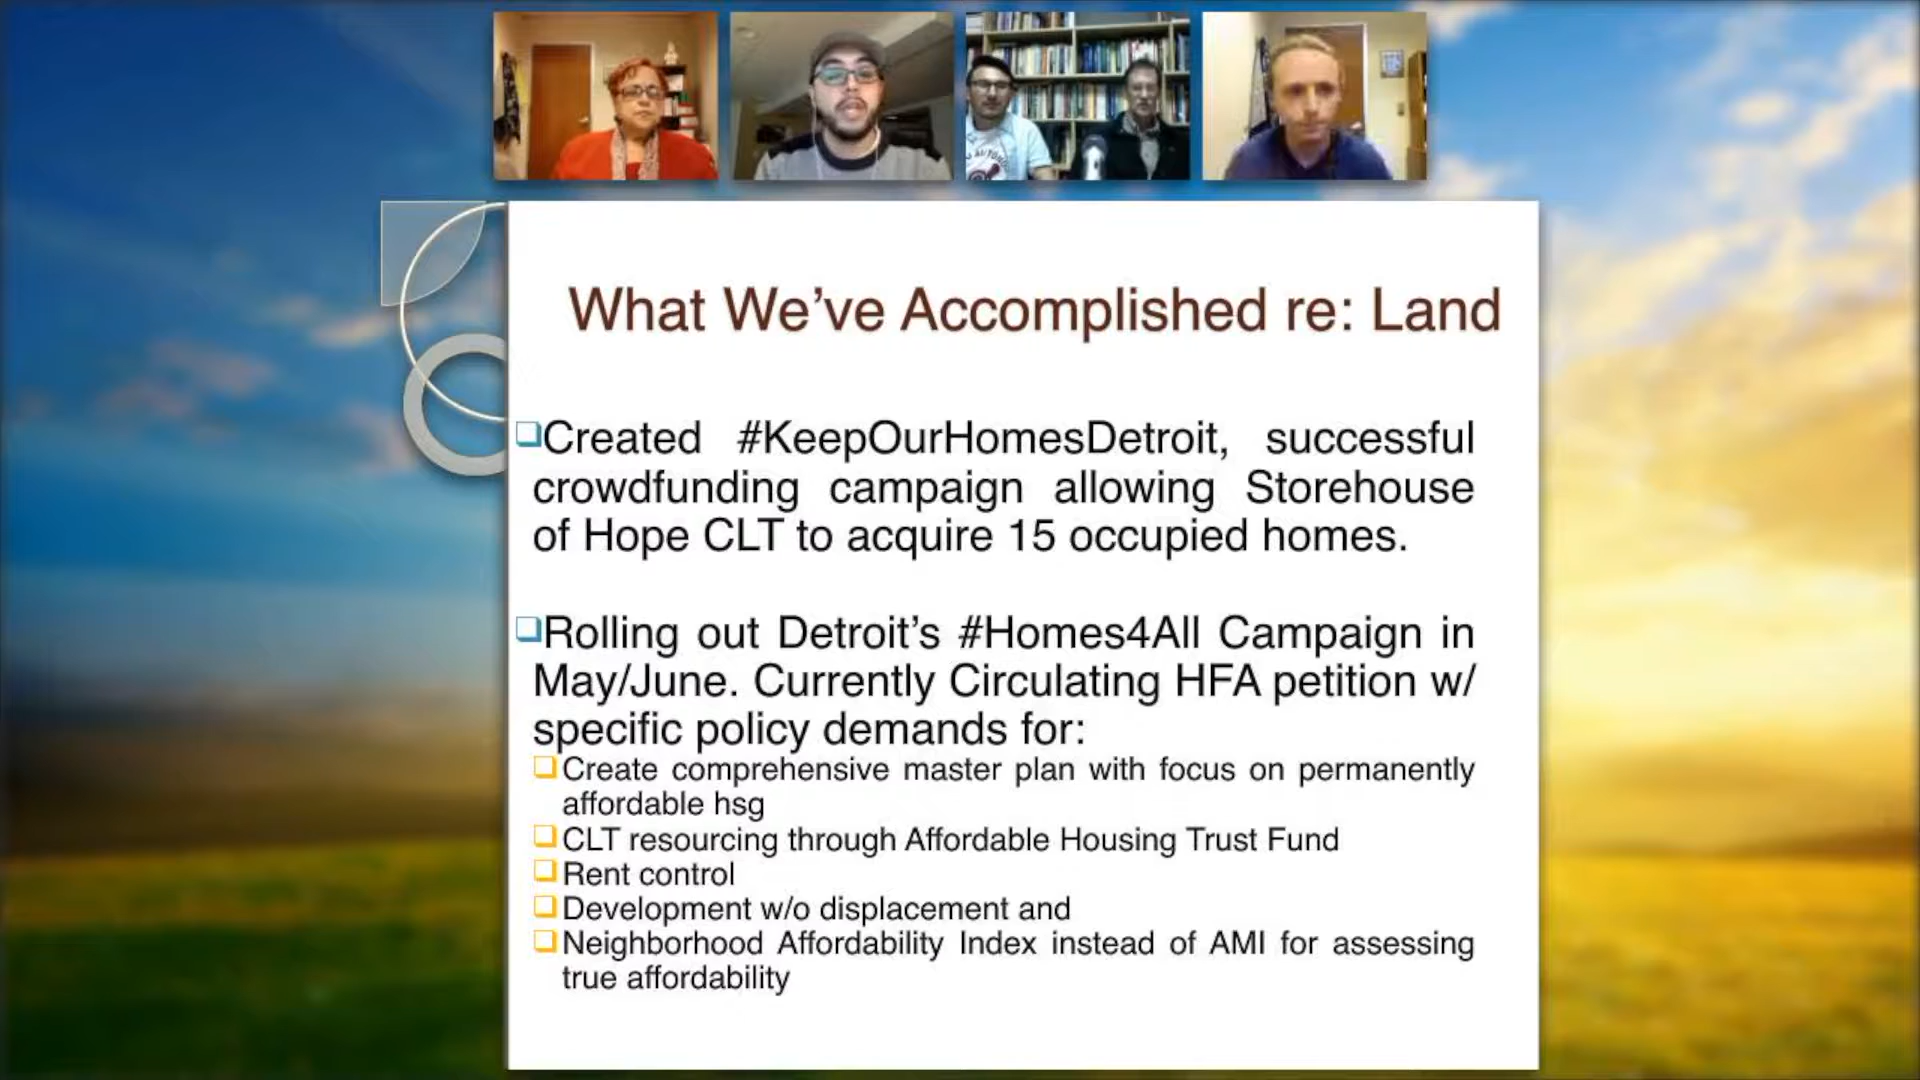 What We've Accomplished re: Land
Created #KeepOurHomesDetroit, successful
crowdfunding campaign allowing Storehouse
of Hope CLT to acquire 15 occupied homes.
Rolling out Detroit's #Homes4All Campaign in
May/June. Currently Circulating HFA petition w/
specific policy demands for:
Create comprehensive master plan with focus on permanently
affordable hsg
CLT resourcing through Affordable Housing Trust Fund
Rent control
Development w/o displacement and
Neighborhood Affordability Index instead of AMI for assessing
true affordability